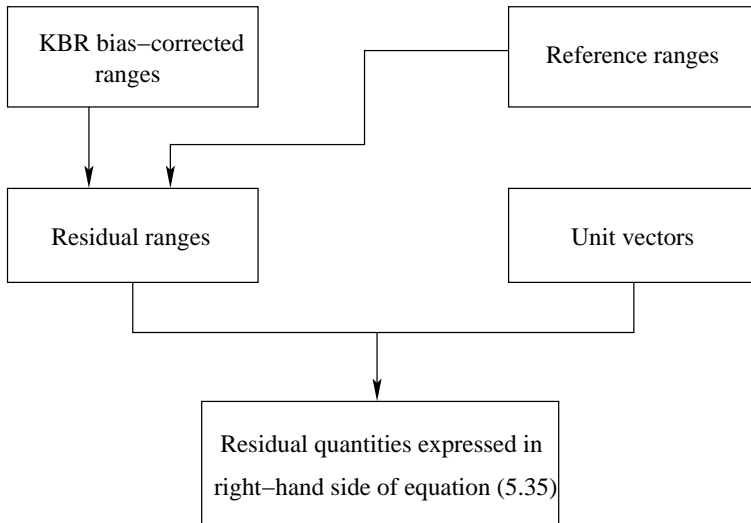 KBR bias−corrected
ranges
Reference ranges
Residual ranges
Unit vectors
Residual quantities expressed in
right−hand side of equation (5.35)